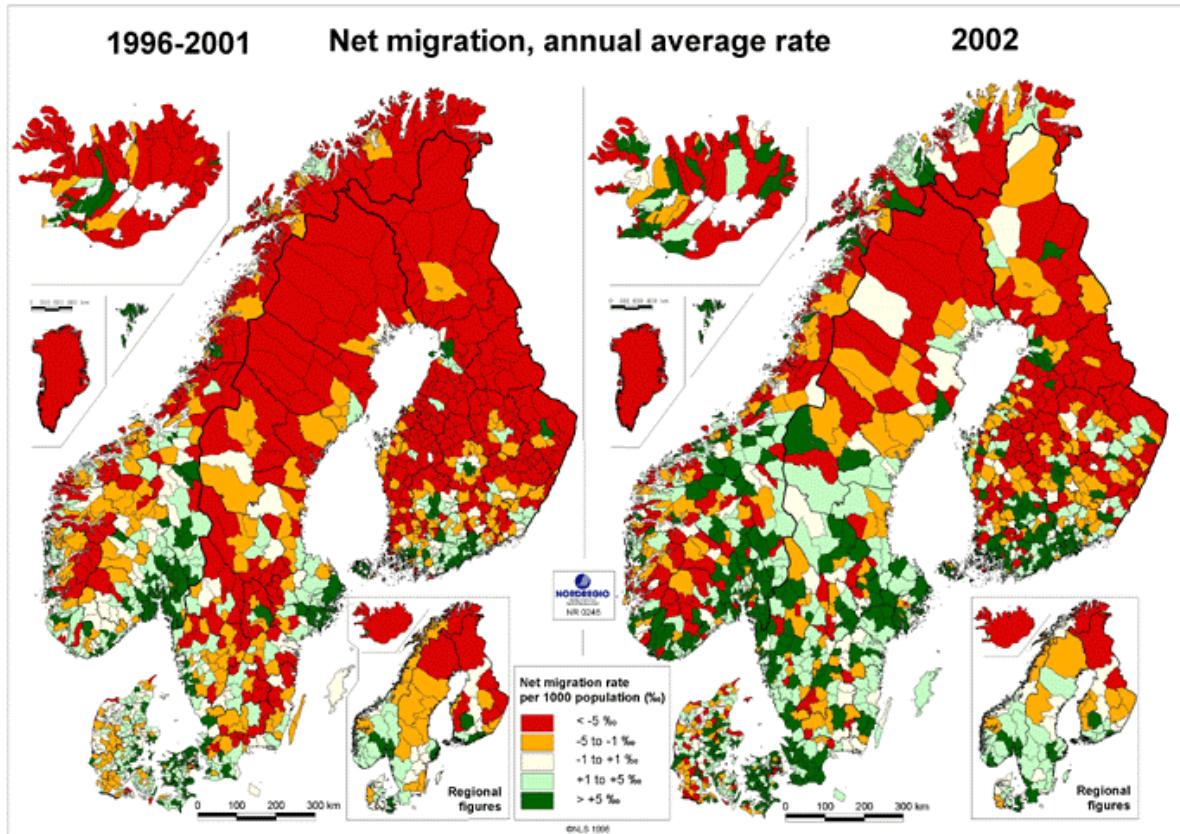 1996-2001
Net migration, annual average rate
2002
NORDREGIO
NR 0245
Net migration rate
per 1000 population (‰)
< -5 ‰
-5 to -1 ‰
-1 to +1 ‰
+1 to +5 ‰
> +5 ‰
Regional
figures
Regional
figures
0 100 200 300 km
0 100 200 300 km
©NLS 1998